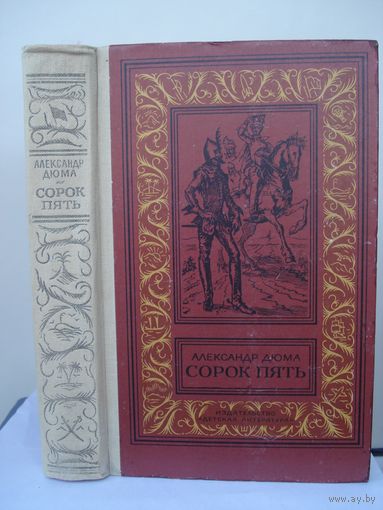 АЛЕКСАНДР
ДЮМА
СОРОК
ПЯТЬ
АЛЕКСАНДР ДЮМА
СОРОК ПЯТЬ
ИЗДАТЕЛЬСТВО
«ДЕТСКАЯ ЛИТЕРАТУРА»
www.ay.by